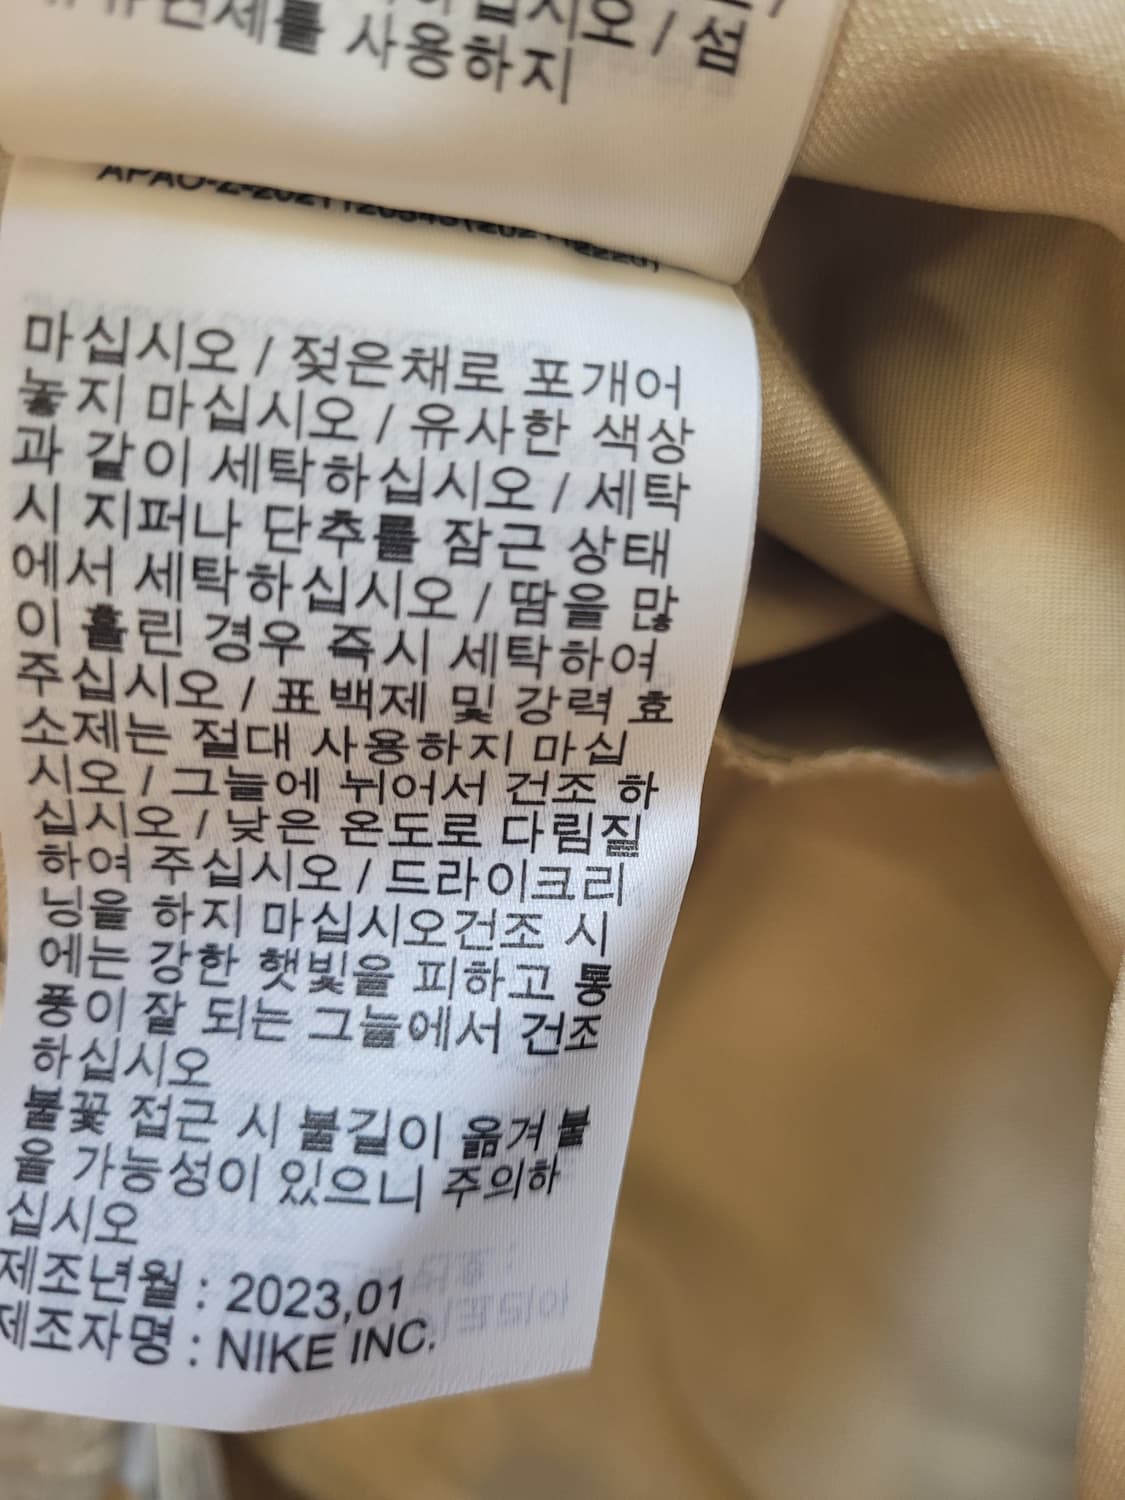 십시오 / 섬
유유연제를 사용하지
마십시오 / 젖은채로 포개어
놓지 마십시오 / 유사한 색상
과 같이 세탁하십시오 / 세탁
시 지퍼나 단추를 잠근 상태
에서 세탁하십시오 / 땀을 많
이 흘린 경우 즉시 세탁하여
주십시오 / 표백제 및 강력 효
소제는 절대 사용하지 마십
시오 / 그늘에 뉘어서 건조 하
십시오 / 낮은 온도로 다림질
하여 주십시오 / 드라이크리
닝을 하지 마십시오건조 시
에는 강한 햇빛을 피하고 통
풍이 잘 되는 그늘에서 건조
하십시오
불꽃 접근 시 불길이 옮겨 붙
을 가능성이 있으니 주의하
십시오
제조년월 : 2023,01
제조자명 : NIKE INC.